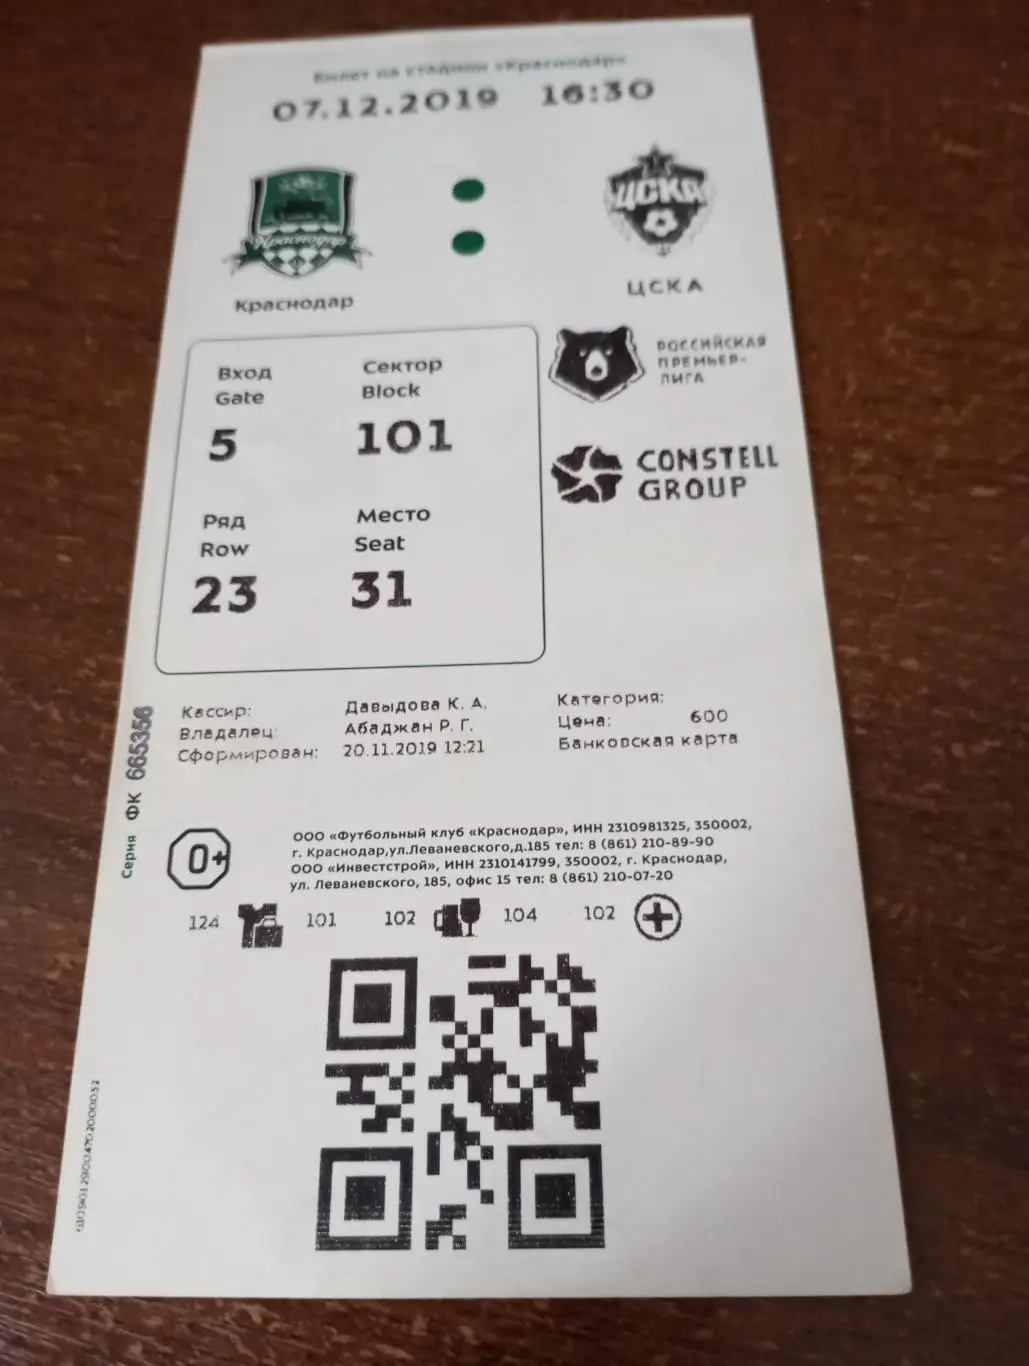 Билет на стадион «Краснодар»
07.12.2019 16:30
Краснодар
ЦСКА
Краснодар
ЦСКА
Вход
Gate
5
Сектор
Block
101
Ряд
Row
23
Место
Seat
31
РОССИЙСКАЯ
ПРЕМЬЕР-
ЛИГА
CONSTELL
GROUP
Кассир: Давыдова К. А.
Владелец: Абаджан Р. Г.
Сформирован: 20.11.2019 12:21
Категория:
Цена: 600
Банковская карта
Серия ФК 665356
0+
ООО «Футбольный клуб «Краснодар», ИНН 2310981325, 350002,
г. Краснодар,ул.Леваневского,д.185 тел: 8 (861) 210-89-90
ООО «Инвестстрой», ИНН 2310141799, 350002, г. Краснодар,
ул. Леваневского, 185, офис 15 тел: 8 (861) 210-07-20
124 101 102 104 102